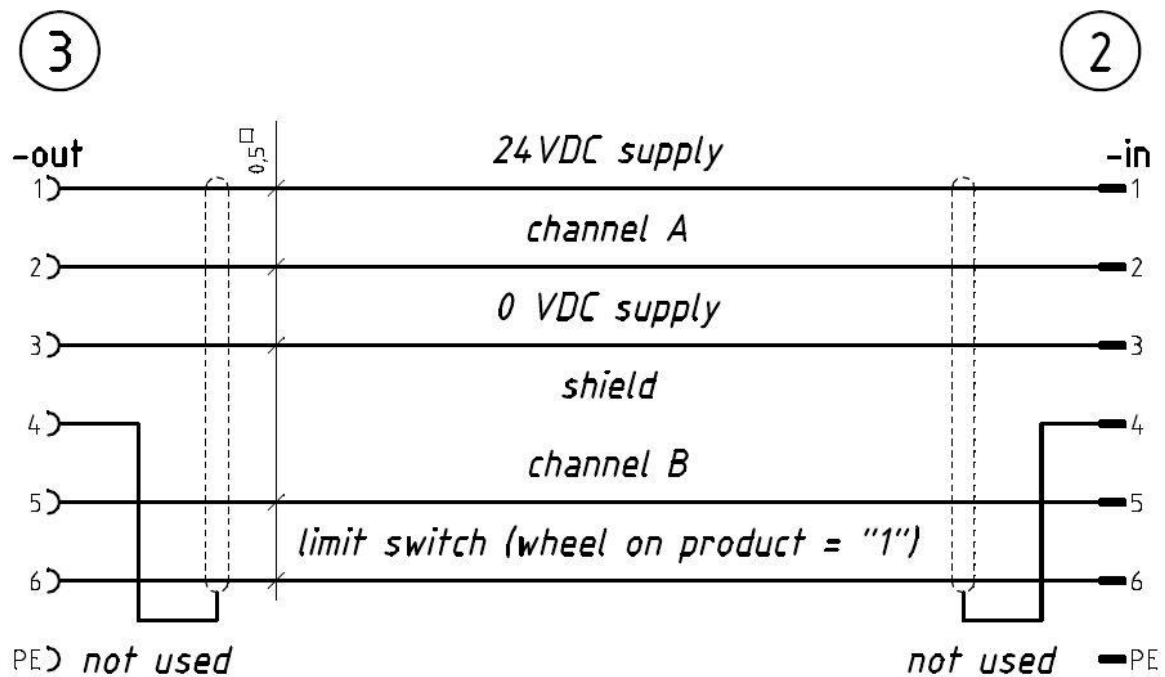 3 2
-out 0,5□ 24VDC supply -in
1 1
channel A
2 2
0 VDC supply
3 3
shield
4 4
channel B
5 5
limit switch (wheel on product = "1")
6 6
PE not used not used PE